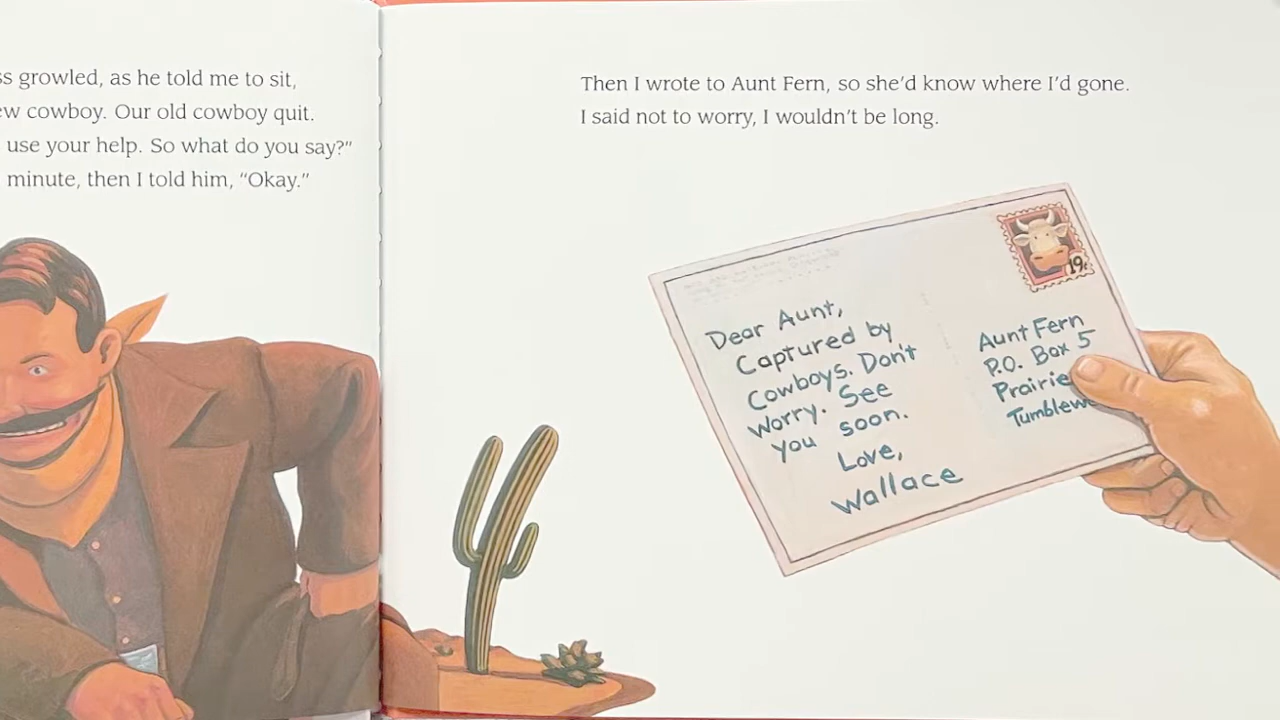 growled, as he told me to sit,
cowboy. Our old cowboy quit.
use your help. So what do you say?"
minute, then I told him, "Okay."
Then I wrote to Aunt Fern, so she'd know where I'd gone.
I said not to worry, I wouldn't be long.
19¢
Dear Aunt,
Captured by
Cowboys. Don't
Worry. See
you soon.
Love,
Wallace
Aunt Fern
P.O. Box 5
Prairie